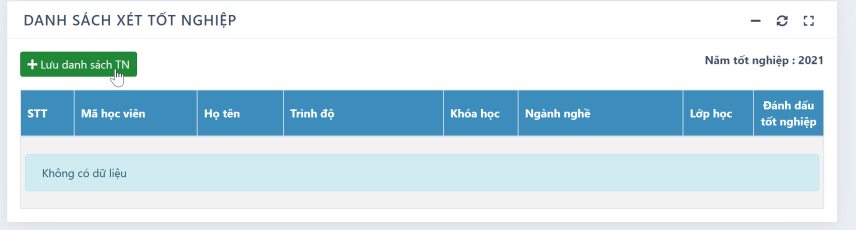 DANH SÁCH XÉT TỐT NGHIỆP
Lưu danh sách TN
Năm tốt nghiệp : 2021
STT Mã học viên Họ tên Trình độ Khóa học Ngành nghề Lớp học Đánh dấu
tốt nghiệp
Không có dữ liệu